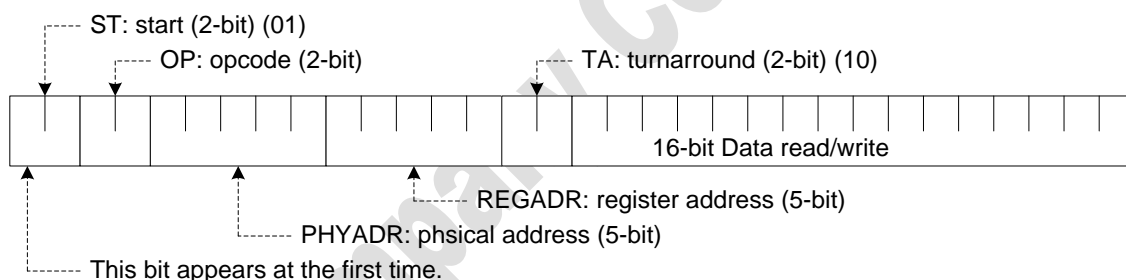 ST: start (2-bit) (01)
OP: opcode (2-bit)
TA: turnarround (2-bit) (10)
16-bit Data read/write
REGADR: register address (5-bit)
PHYADR: phsical address (5-bit)
This bit appears at the first time.